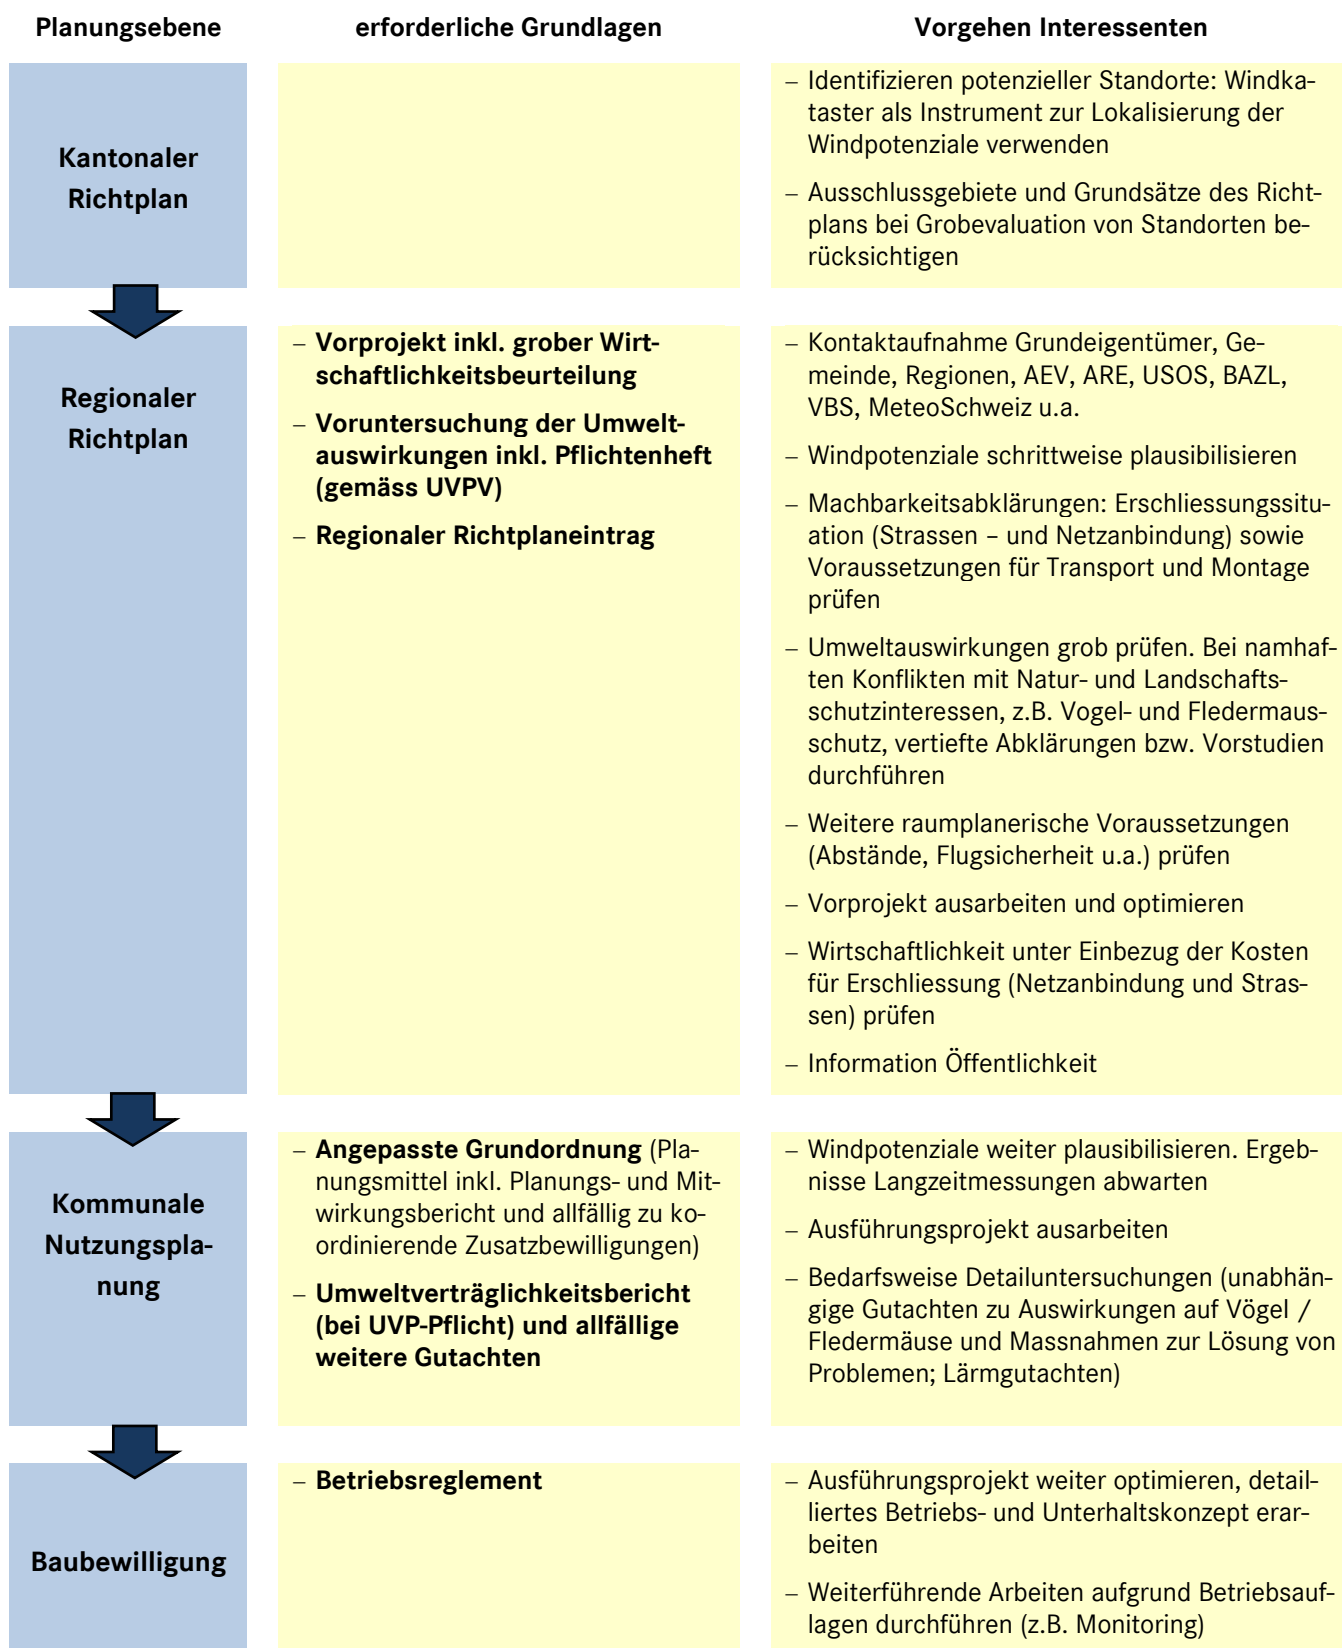 Planungsebene
erforderliche Grundlagen
Vorgehen Interessenten
Kantonaler
Richtplan
– Identifizieren potenzieller Standorte: Windka-
taster als Instrument zur Lokalisierung der
Windpotenziale verwenden
– Ausschlussgebiete und Grundsätze des Richt-
plans bei Grobevaluation von Standorten be-
rücksichtigen
Regionaler
Richtplan
– Vorprojekt inkl. grober Wirt-
schaftlichkeitsbeurteilung
– Voruntersuchung der Umwelt-
auswirkungen inkl. Pflichtenheft
(gemäss UVPV)
– Regionaler Richtplaneintrag
– Kontaktaufnahme Grundeigentümer, Ge-
meinde, Regionen, AEV, ARE, USOS, BAZL,
VBS, MeteoSchweiz u.a.
– Windpotenziale schrittweise plausibilisieren
– Machbarkeitsabklärungen: Erschliessungssitu-
ation (Strassen – und Netzanbindung) sowie
Voraussetzungen für Transport und Montage
prüfen
– Umweltauswirkungen grob prüfen. Bei namhaf-
ten Konflikten mit Natur- und Landschafts-
schutzinteressen, z.B. Vogel- und Fledermaus-
schutz, vertiefte Abklärungen bzw. Vorstudien
durchführen
– Weitere raumplanerische Voraussetzungen
(Abstände, Flugsicherheit u.a.) prüfen
– Vorprojekt ausarbeiten und optimieren
– Wirtschaftlichkeit unter Einbezug der Kosten
für Erschliessung (Netzanbindung und Stras-
sen) prüfen
– Information Öffentlichkeit
Kommunale
Nutzungspla-
nung
– Angepasste Grundordnung (Pla-
nungsmittel inkl. Planungs- und Mit-
wirkungsbericht und allfällig zu ko-
ordinierende Zusatzbewilligungen)
– Umweltverträglichkeitsbericht
(bei UVP-Pflicht) und allfällige
weitere Gutachten
– Windpotenziale weiter plausibilisieren. Ergeb-
nisse Langzeitmessungen abwarten
– Ausführungsprojekt ausarbeiten
– Bedarfsweise Detailuntersuchungen (unabhän-
gige Gutachten zu Auswirkungen auf Vögel /
Fledermäuse und Massnahmen zur Lösung von
Problemen; Lärmgutachten)
Baubewilligung
– Betriebsreglement
– Ausführungsprojekt weiter optimieren, detail-
liertes Betriebs- und Unterhaltskonzept erar-
beiten
– Weiterführende Arbeiten aufgrund Betriebsauf-
lagen durchführen (z.B. Monitoring)